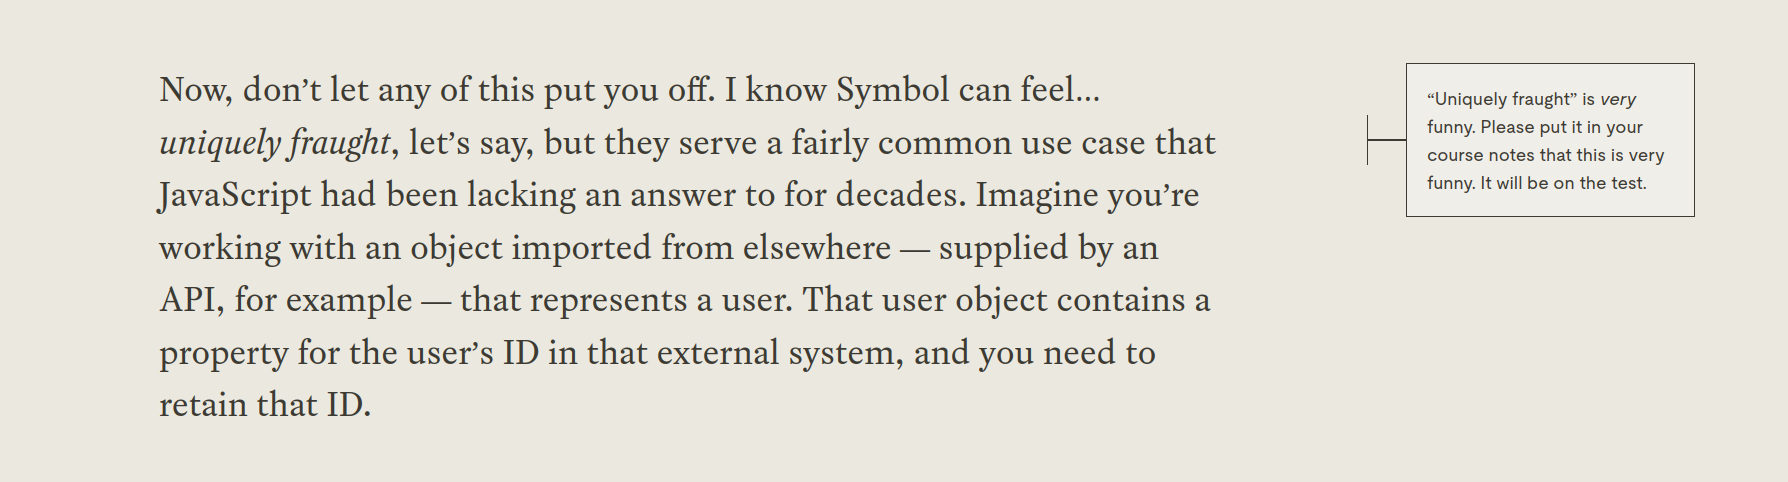 Now, don’t let any of this put you off. I know Symbol can feel…
uniquely fraught, let’s say, but they serve a fairly common use case that
JavaScript had been lacking an answer to for decades. Imagine you’re
working with an object imported from elsewhere — supplied by an
API, for example — that represents a user. That user object contains a
property for the user’s ID in that external system, and you need to
retain that ID.
“Uniquely fraught” is very
funny. Please put it in your
course notes that this is very
funny. It will be on the test.